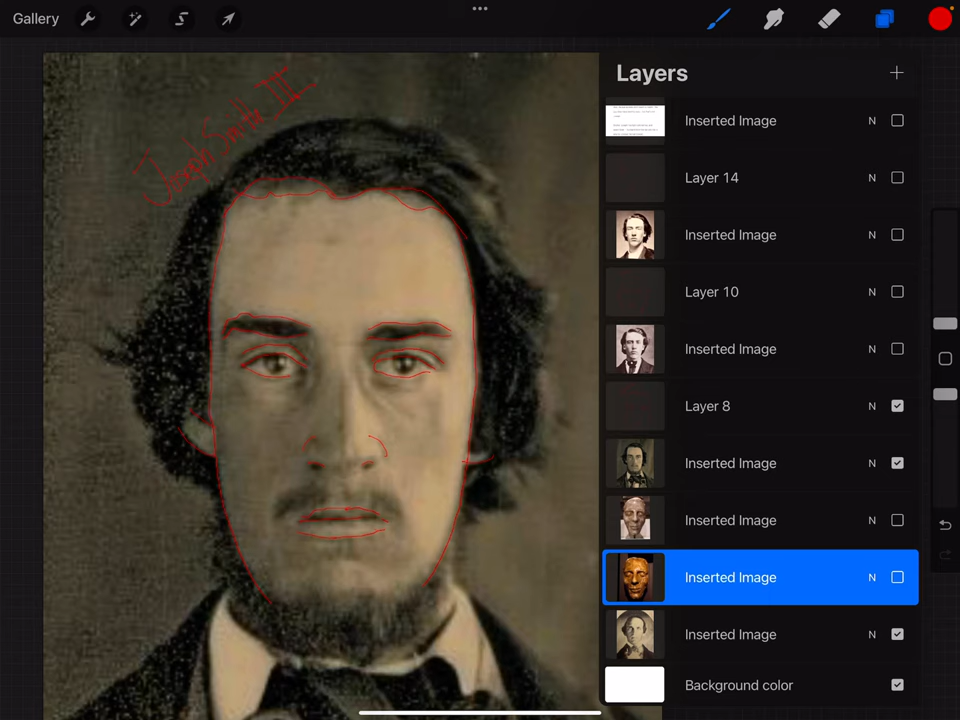 Gallery
Layers
Joseph Smith III
Inserted Image N
Layer 14 N
Inserted Image N
Layer 10 N
Inserted Image N
Layer 8 N
Inserted Image N
Inserted Image N
Inserted Image N
Inserted Image N
Background color